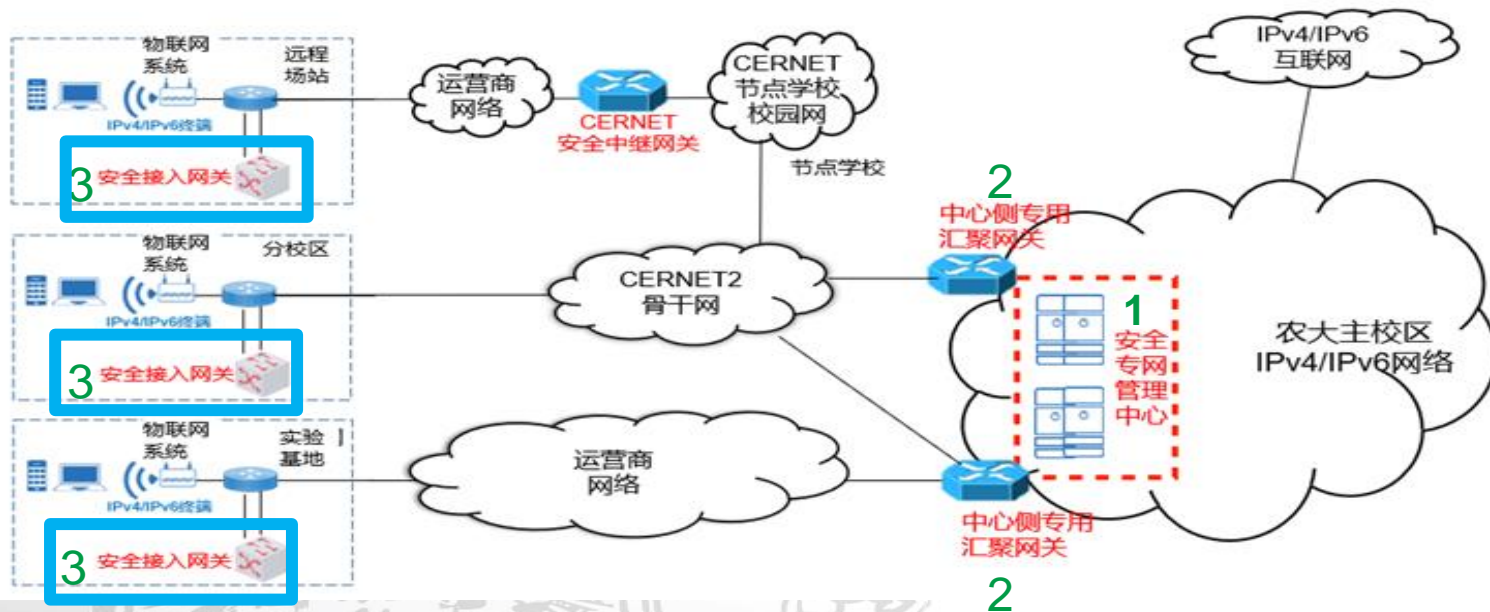 物联网
系统
远程
场站
IPv4/IPv6终端
3 安全接入网关
运营商
网络
CERNET
安全中继网关
CERNET
节点学校
校园网
节点学校
IPv4/IPv6
互联网
物联网
系统
分校区
IPv4/IPv6终端
3 安全接入网关
CERNET2
骨干网
2
中心侧专用
汇聚网关
1
安全
专网
管理
中心
农大主校区
IPv4/IPv6网络
物联网
系统
实验
基地
IPv4/IPv6终端
3 安全接入网关
运营商
网络
中心侧专用
汇聚网关
2